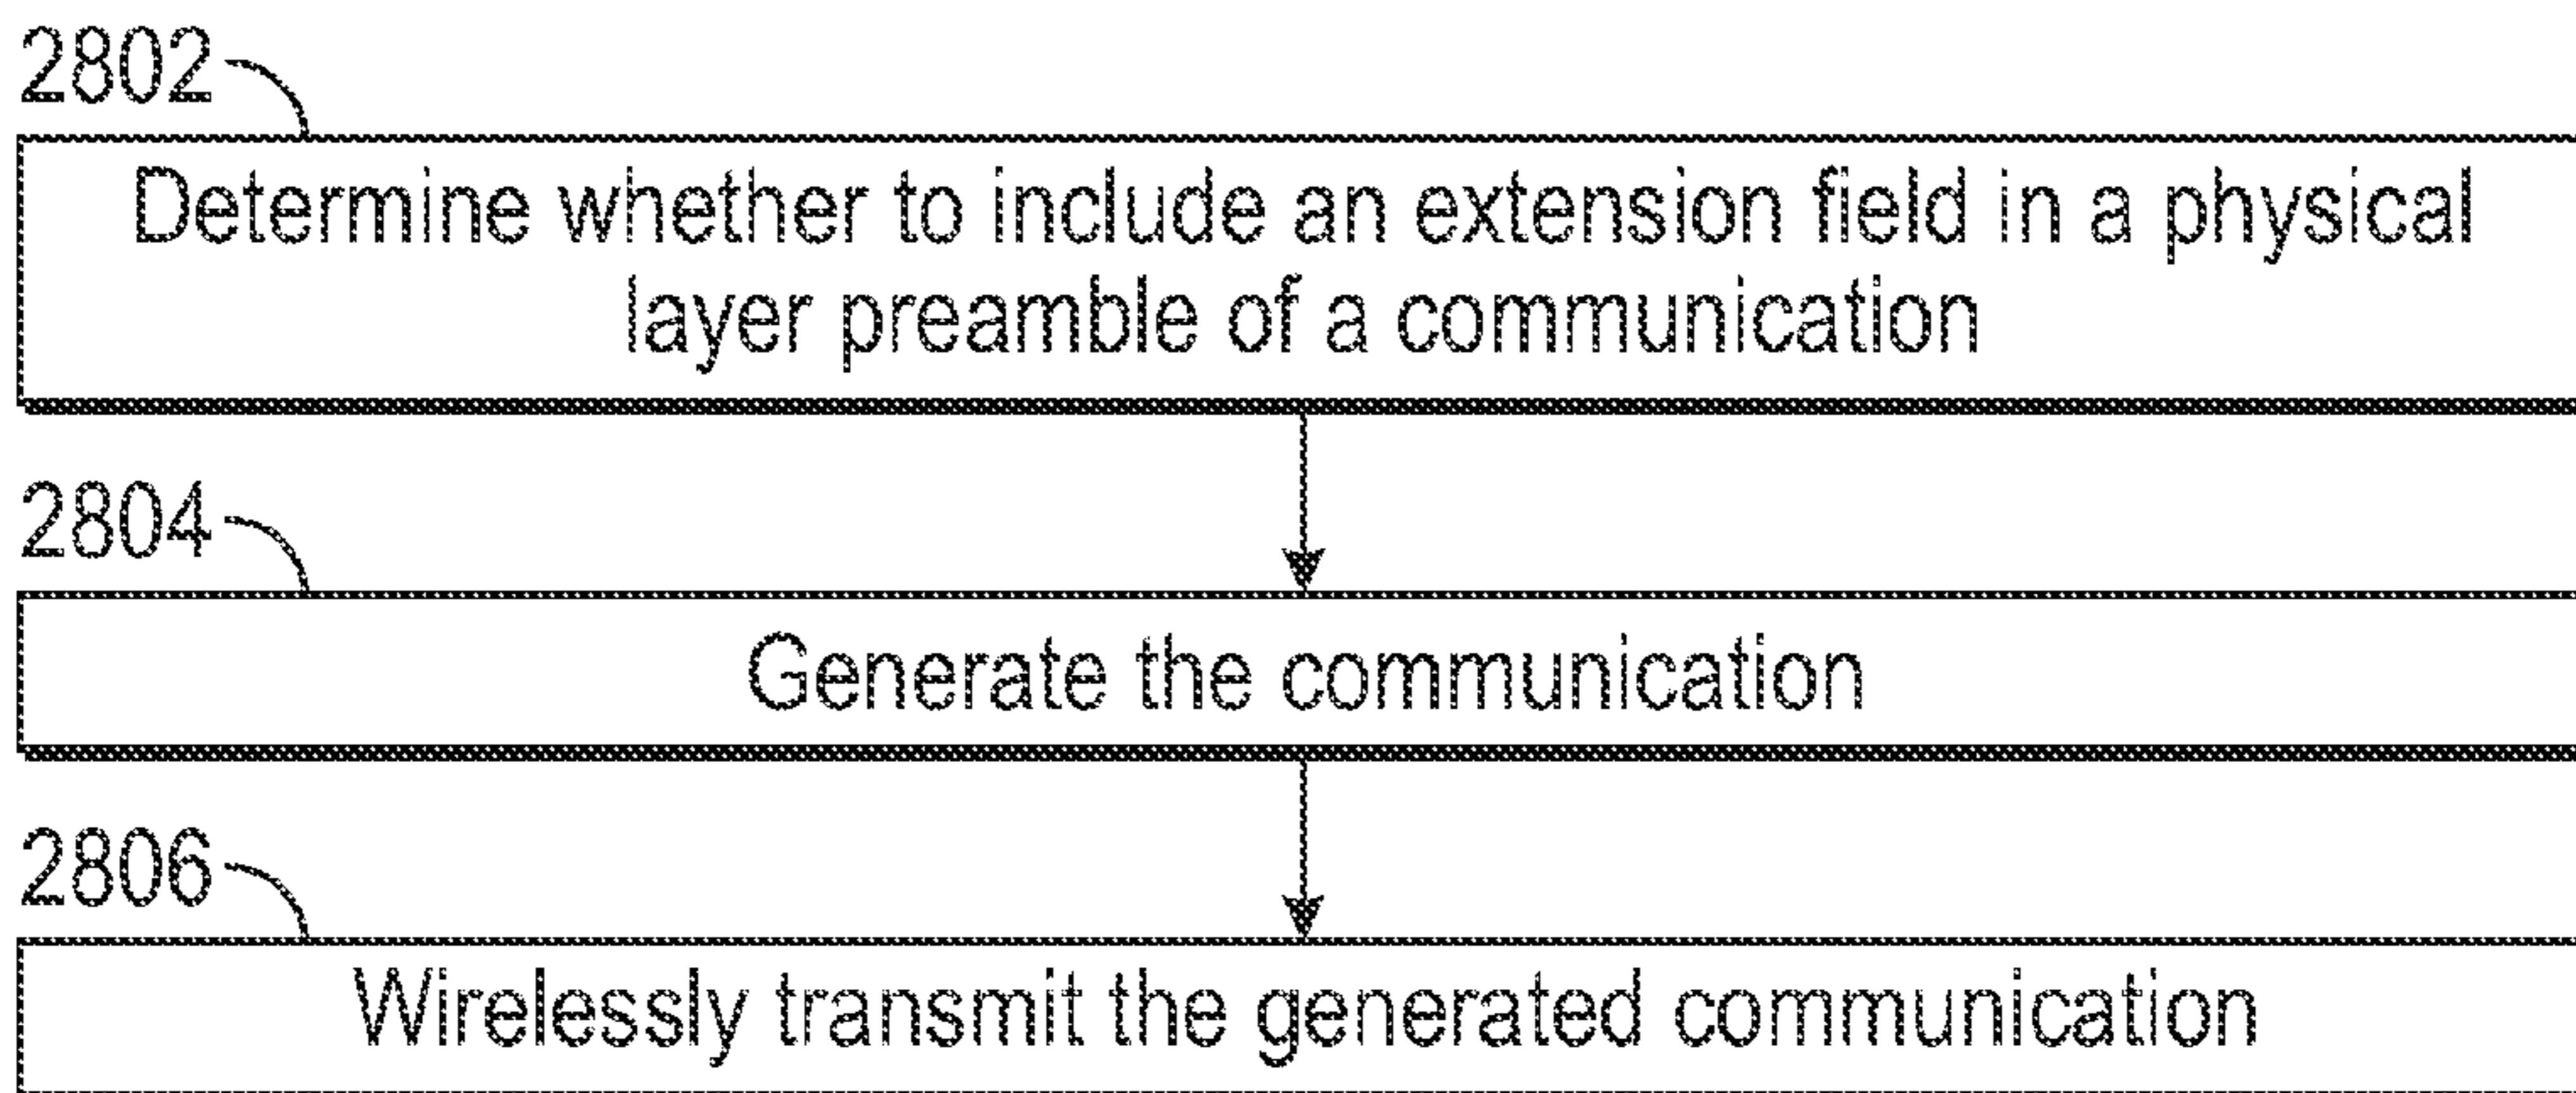 2802
Determine whether to include an extension field in a physical
layer preamble of a communication
2804
Generate the communication
2806
Wirelessly transmit the generated communication